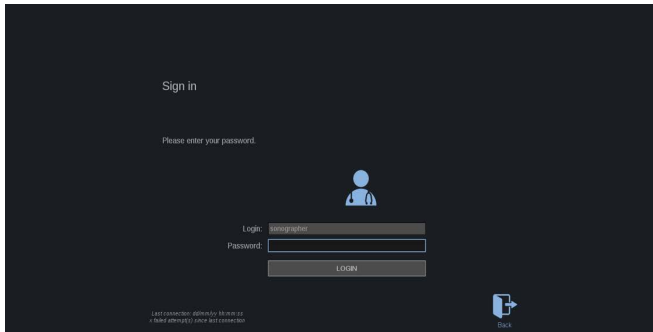 Sign in
Please enter your password.
Login: sonographer
Password:
LOGIN
Last connection: dd/mm/yy hh:mm:ss
x failed attempt(s) since last connection
Back